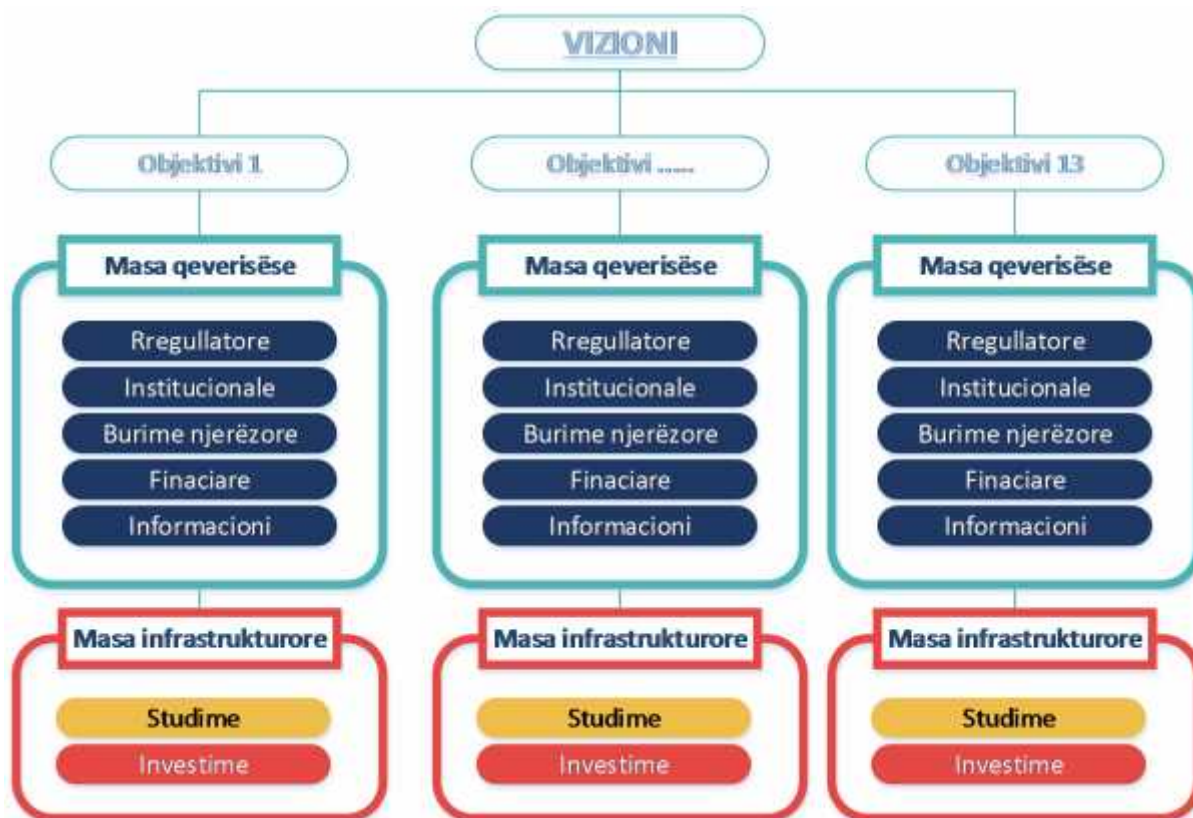 VIZIONI
Objektivi 1
Objektivi ......
Objektivi 13
Masa qeverisëse
Masa qeverisëse
Masa qeverisëse
Rregullatore
Rregullatore
Rregullatore
Institucionale
Institucionale
Institucionale
Burime njerëzore
Burime njerëzore
Burime njerëzore
Finaciare
Finaciare
Finaciare
Informacioni
Informacioni
Informacioni
Masa infrastrukturore
Masa infrastrukturore
Masa infrastrukturore
Studime
Studime
Studime
Investime
Investime
Investime